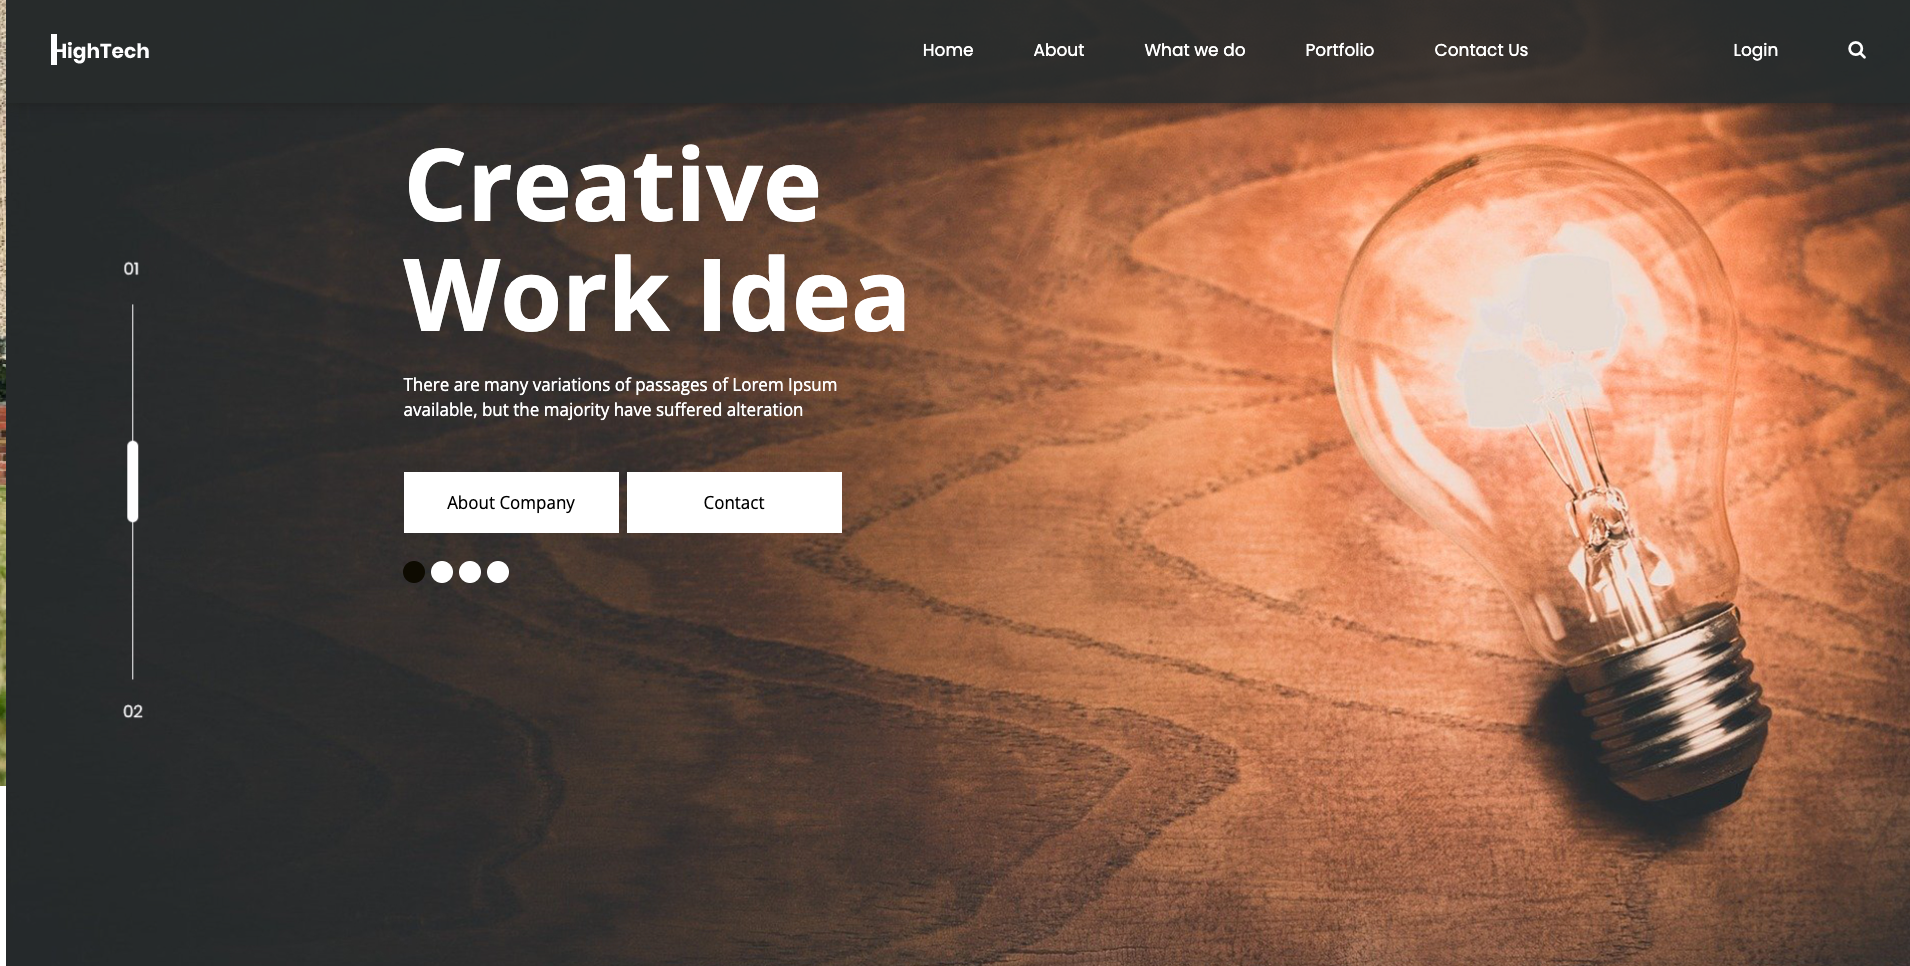 HighTech
Home
About
What we do
Portfolio
Contact Us
Login
Creative
Work Idea
01
There are many variations of passages of Lorem Ipsum
available, but the majority have suffered alteration
About Company
Contact
02